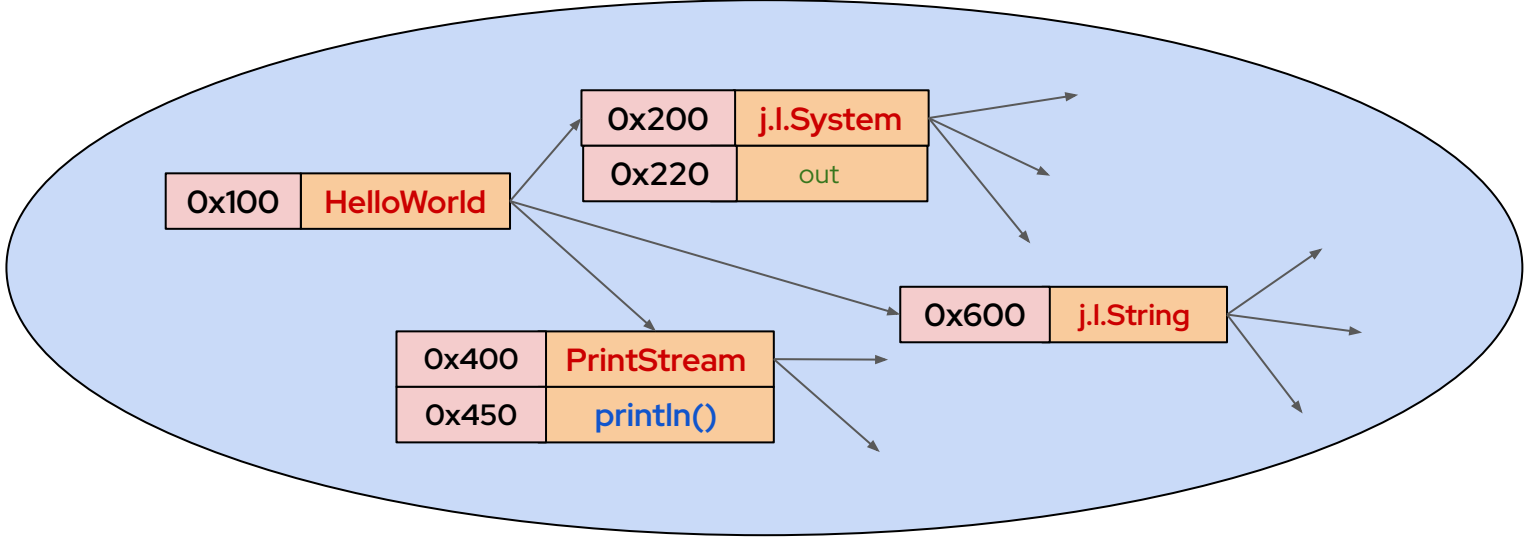 0x200 j.l.System
0x220 out
0x100 HelloWorld
0x600 j.l.String
0x400 PrintStream
0x450 println()